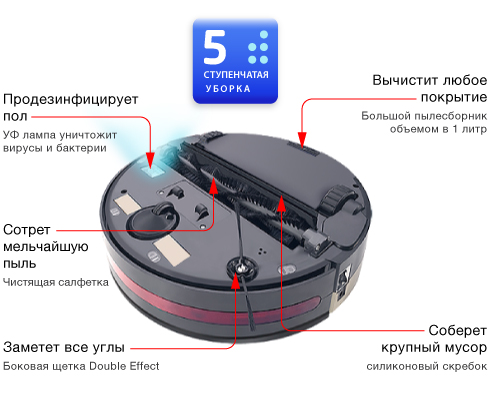 5
СТУПЕНЧАТАЯ
УБОРКА
Продезинфицирует
пол
УФ лампа уничтожит
вирусы и бактерии
Вычистит любое
покрытие
Большой пылесборник
объемом в 1 литр
Сотрет
мельчайшую
пыль
Чистящая салфетка
Заметет все углы
Боковая щетка Double Effect
Соберет
крупный мусор
силиконовый скребок